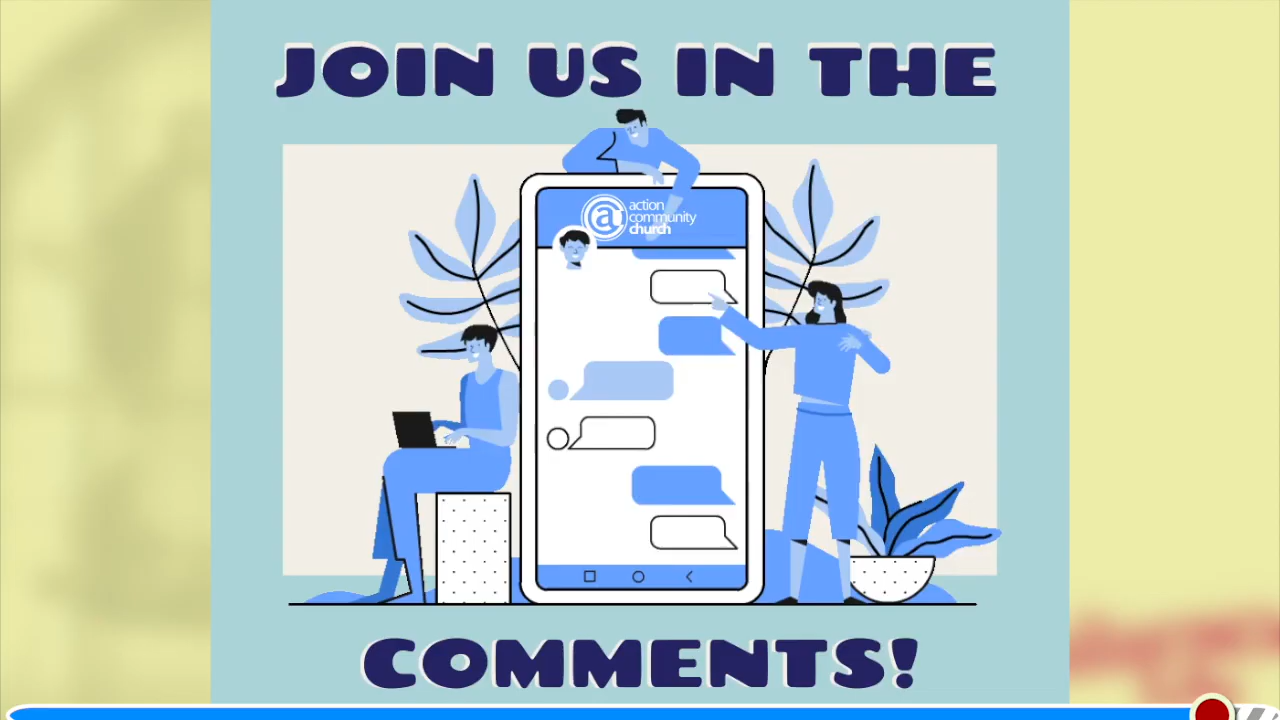 JOIN US IN THE
@ action
community
church
COMMENTS!